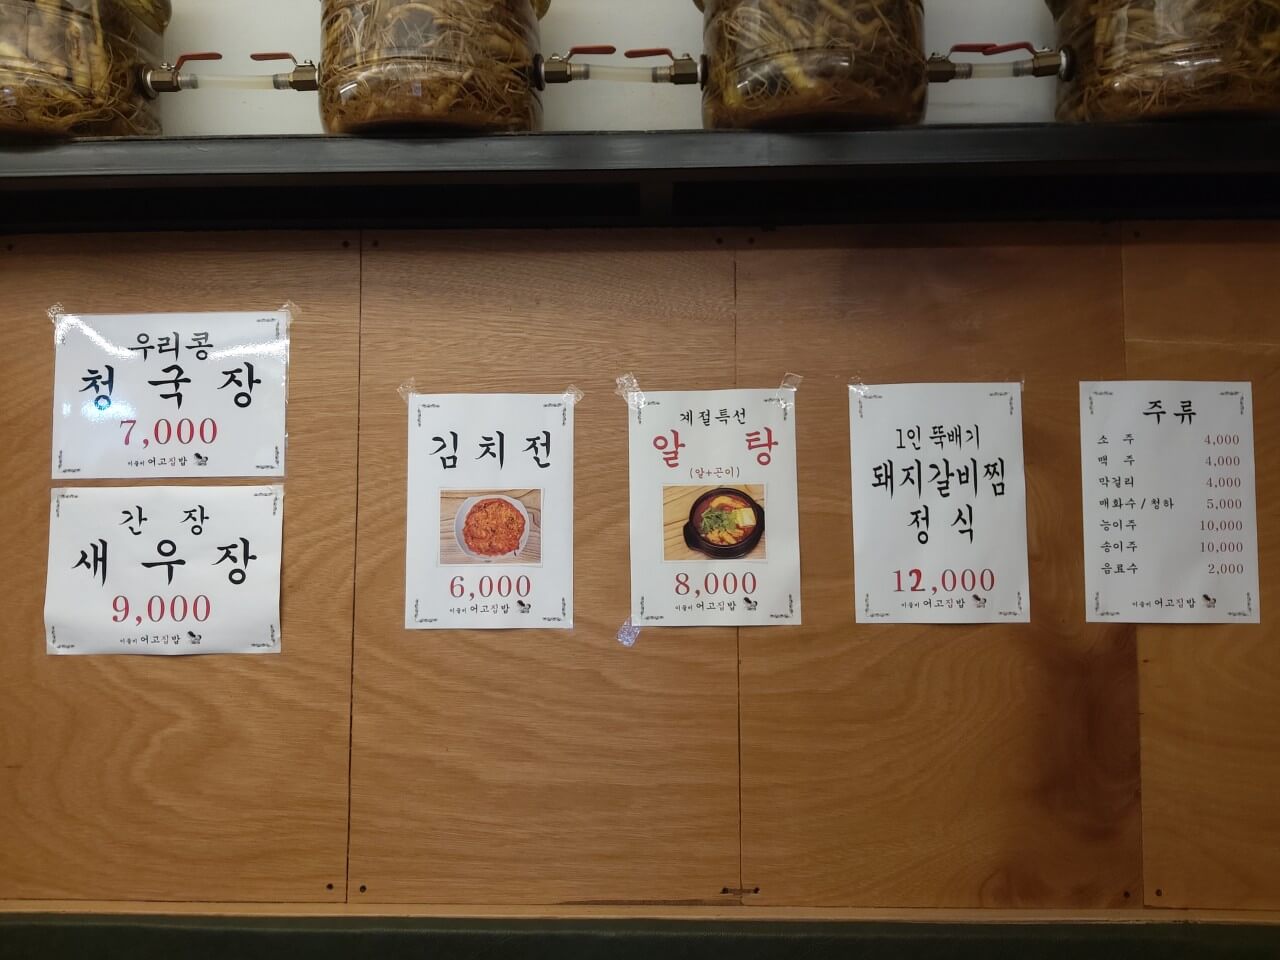 우리콩
청국장
7,000
어고집밥
간장
새우장
9,000
어고집밥
김치전
6,000
어고집밥
계절특선
알탕
(알+곤이)
8,000
어고집밥
1인 뚝배기
돼지갈비찜
정식
12,000
어고집밥
주류
소주 4,000
맥주 4,000
막걸리 4,000
매화수/청하 5,000
능이주 10,000
송이주 10,000
음료수 2,000
어고집밥